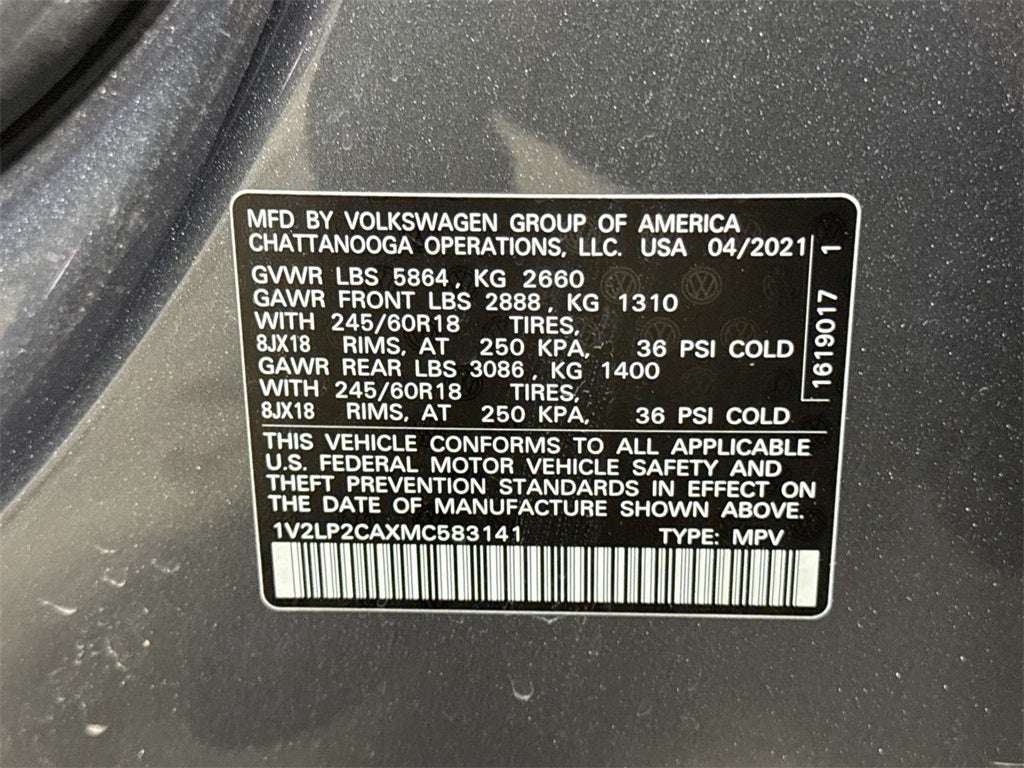 MFD BY VOLKSWAGEN GROUP OF AMERICA
CHATTANOOGA OPERATIONS, LLC. USA 04/2021
GVWR LBS 5864, KG 2660
GAWR FRONT LBS 2888, KG 1310
WITH 245/60R18 TIRES,
8JX18 RIMS, AT 250 KPA, 36 PSI COLD
GAWR REAR LBS 3086, KG 1400
WITH 245/60R18 TIRES,
8JX18 RIMS, AT 250 KPA, 36 PSI COLD
1619017 1
THIS VEHICLE CONFORMS TO ALL APPLICABLE
U.S. FEDERAL MOTOR VEHICLE SAFETY AND
THEFT PREVENTION STANDARDS IN EFFECT ON
THE DATE OF MANUFACTURE SHOWN ABOVE.
1V2LP2CAXMC583141 TYPE: MPV